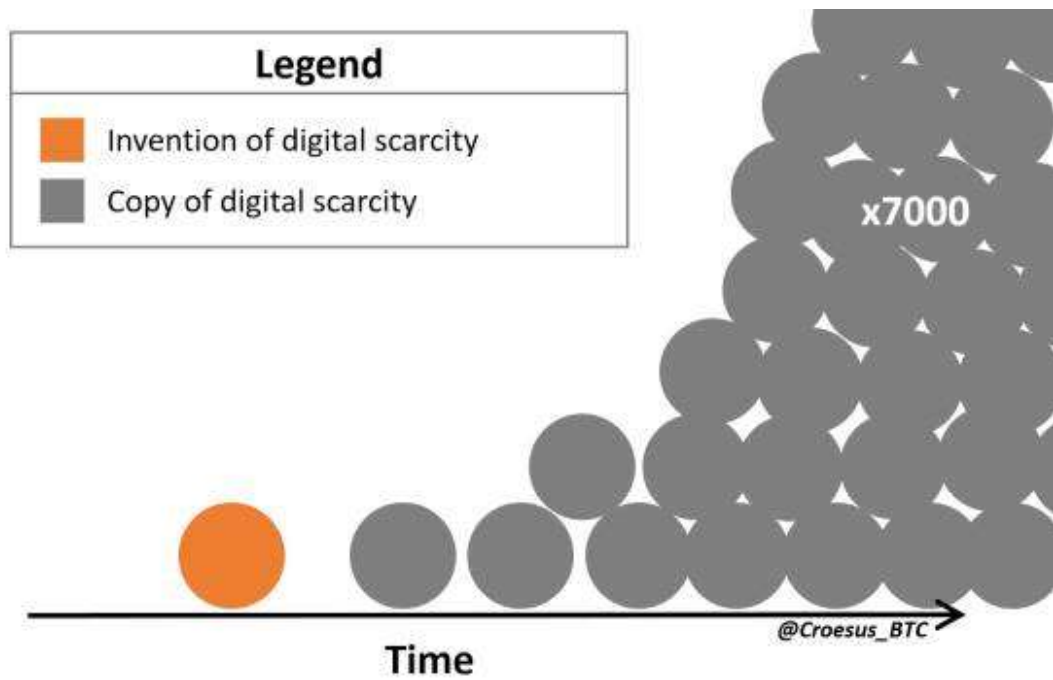 Legend
Invention of digital scarcity
Copy of digital scarcity
x7000
@Croesus_BTC
Time